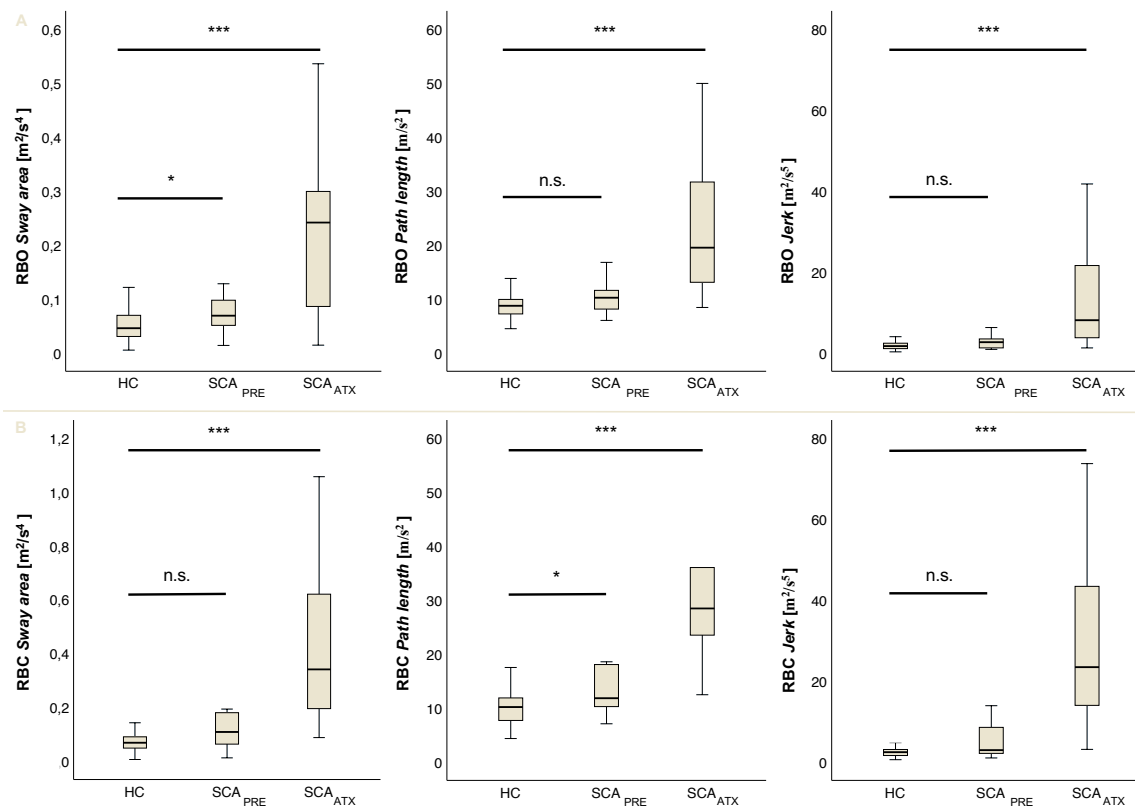 A
RBO Sway area [m²/s⁴ ]
0,6
0,5
0,4
0,3
0,2
0,1
0
***
*
HC
SCA PRE
SCA ATX
RBO Path length [ m/s² ]
60
50
40
30
20
10
0
***
n.s.
HC
SCA PRE
SCA ATX
RBO Jerk [ m²/s⁵]
80
60
40
20
0
***
n.s.
HC
SCA PRE
SCA ATX
B
RBC Sway area [m²/s⁴ ]
1,2
1,0
0,8
0,6
0,4
0,2
0
***
n.s.
HC
SCA PRE
SCA ATX
RBC Path length [ m/s² ]
60
50
40
30
20
10
0
***
*
HC
SCA PRE
SCA ATX
RBC Jerk [ m²/s⁵]
80
60
40
20
0
***
n.s.
HC
SCA PRE
SCA ATX